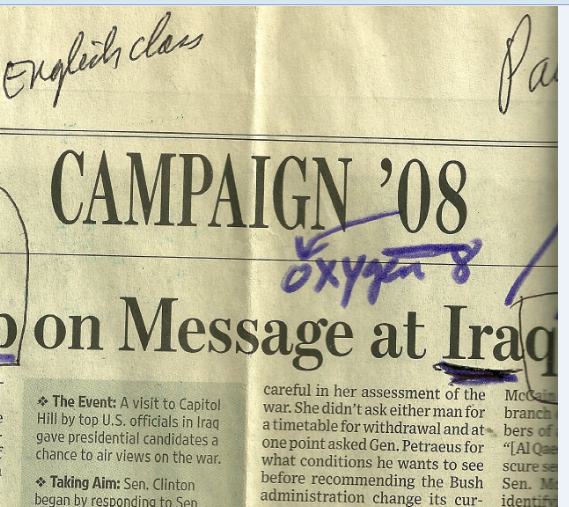 English class
CAMPAIGN ’08
oxygen 8
on Message at Iraq
❖ The Event: A visit to Capitol
Hill by top U.S. officials in Iraq
gave presidential candidates a
chance to air views on the war.
❖ Taking Aim: Sen. Clinton
began by responding to Sen
careful in her assessment of the
war. She didn't ask either man for
a timetable for withdrawal and at
one point asked Gen. Petraeus for
what conditions he wants to see
before recommending the Bush
administration change its cur-
McCain
branch
bers of
“[Al Qae
scure se
Sen. Mc
identify